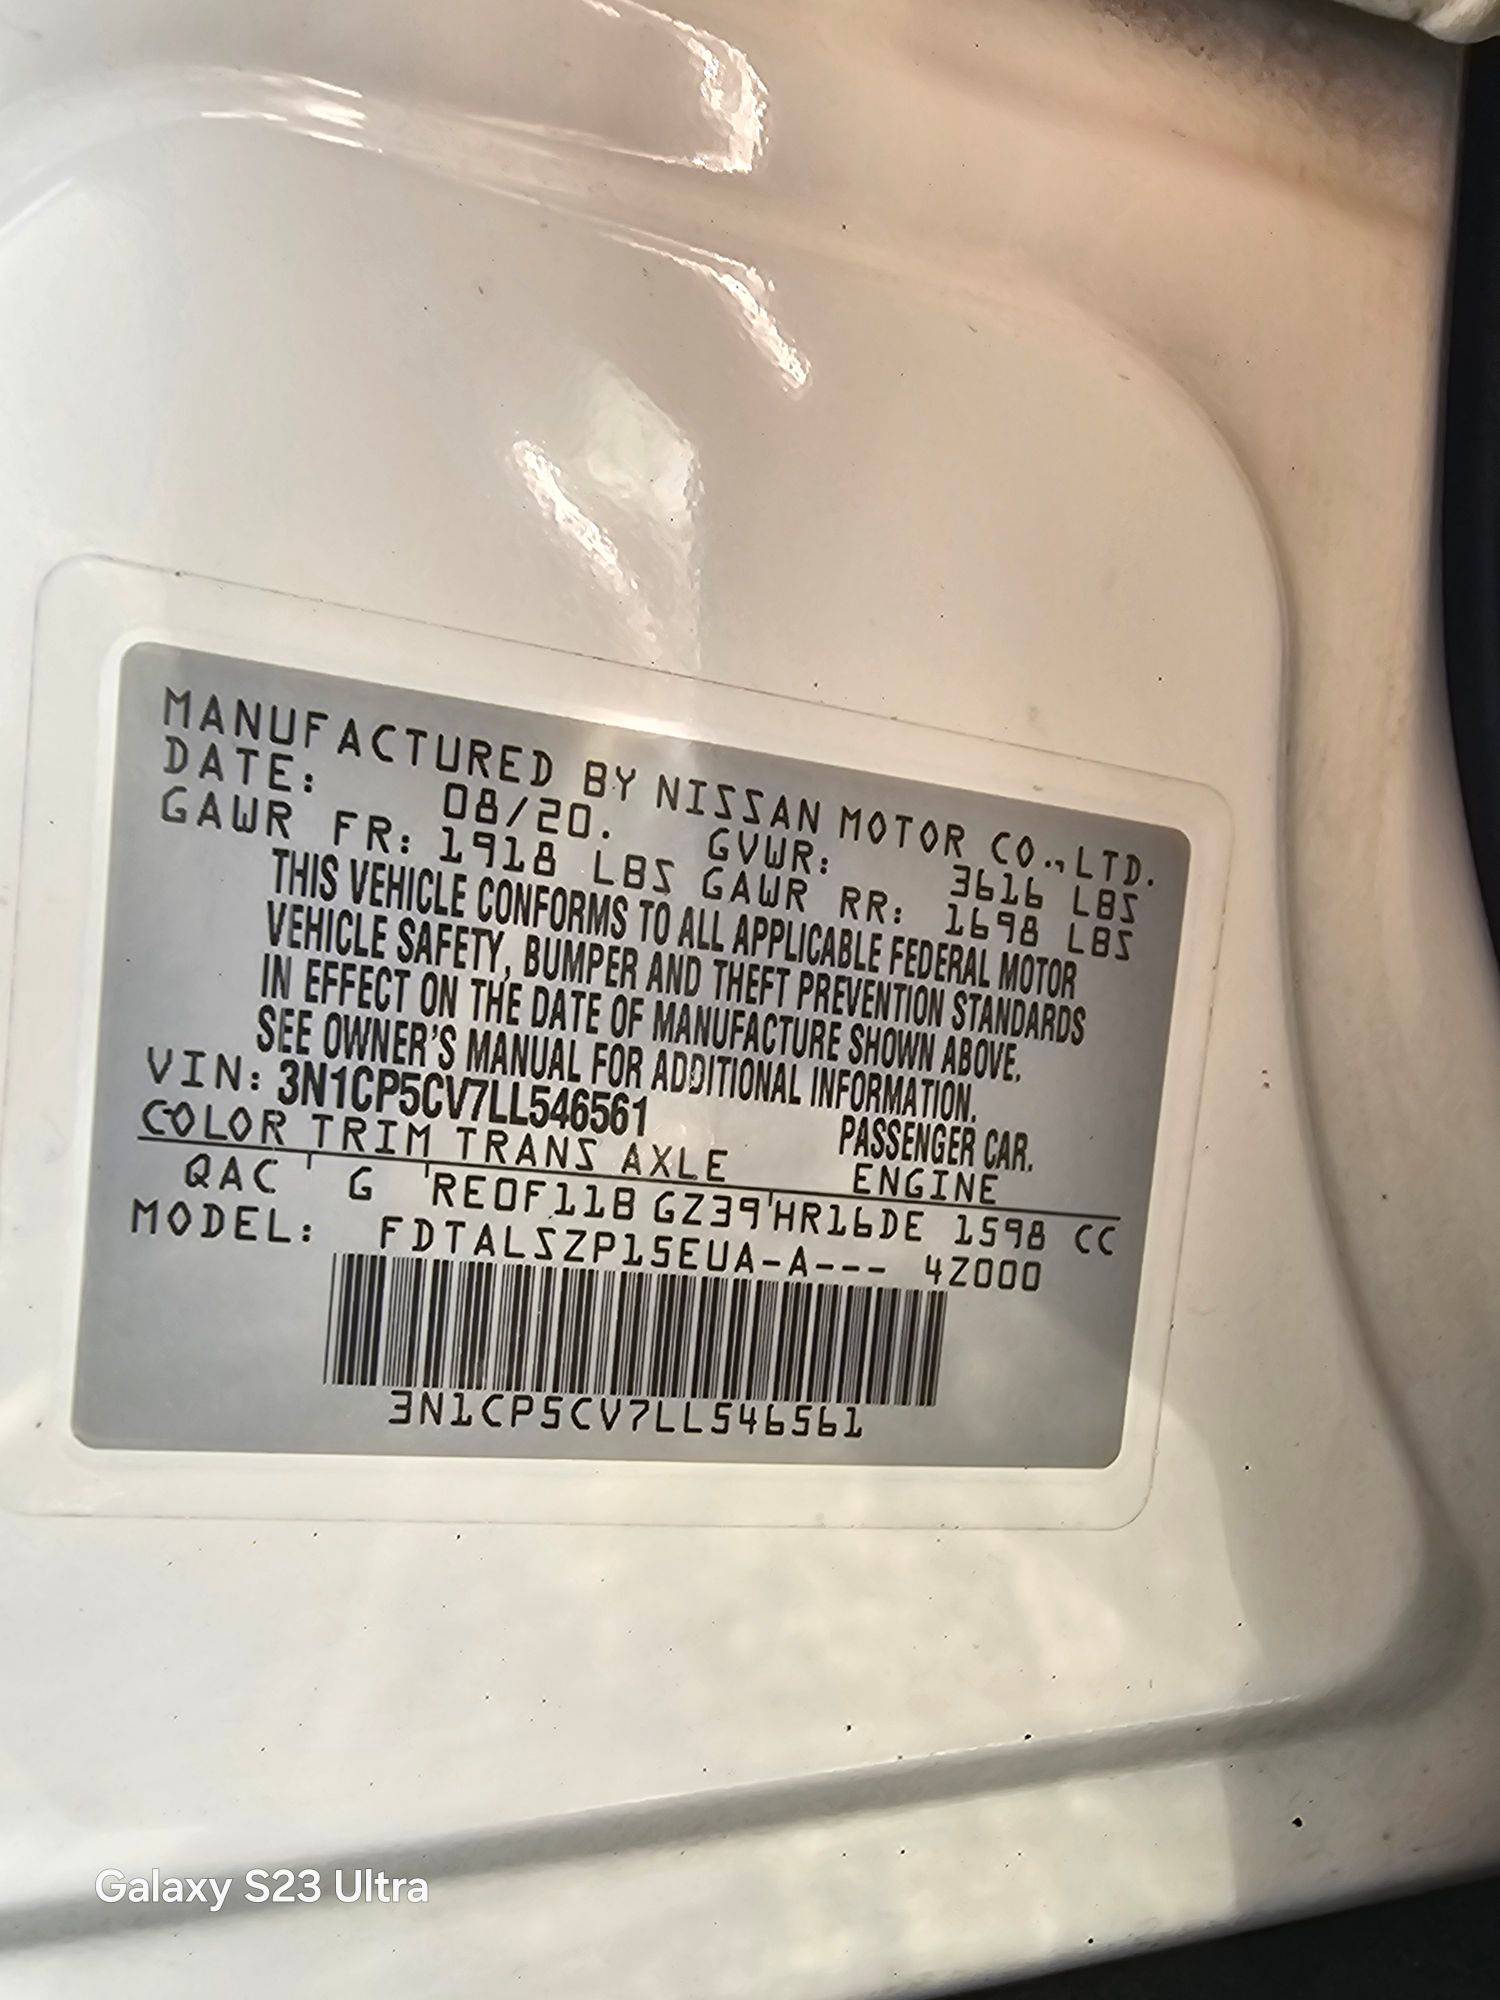 MANUFACTURED BY NISSAN MOTOR CO.,LTD.
DATE: 08/20. GVWR: 3616 LBS
GAWR FR: 1918 LBS GAWR RR: 1698 LBS
THIS VEHICLE CONFORMS TO ALL APPLICABLE FEDERAL MOTOR
VEHICLE SAFETY, BUMPER AND THEFT PREVENTION STANDARDS
IN EFFECT ON THE DATE OF MANUFACTURE SHOWN ABOVE.
SEE OWNER'S MANUAL FOR ADDITIONAL INFORMATION.
VIN: 3N1CP5CV7LL546561 PASSENGER CAR.
COLOR TRIM TRANS AXLE ENGINE
QAC G RE0F11B GZ39 HR16DE 1598 CC
MODEL: FDTALSZP15EUA-A--- 4Z000
3N1CP5CV7LL546561
Galaxy S23 Ultra